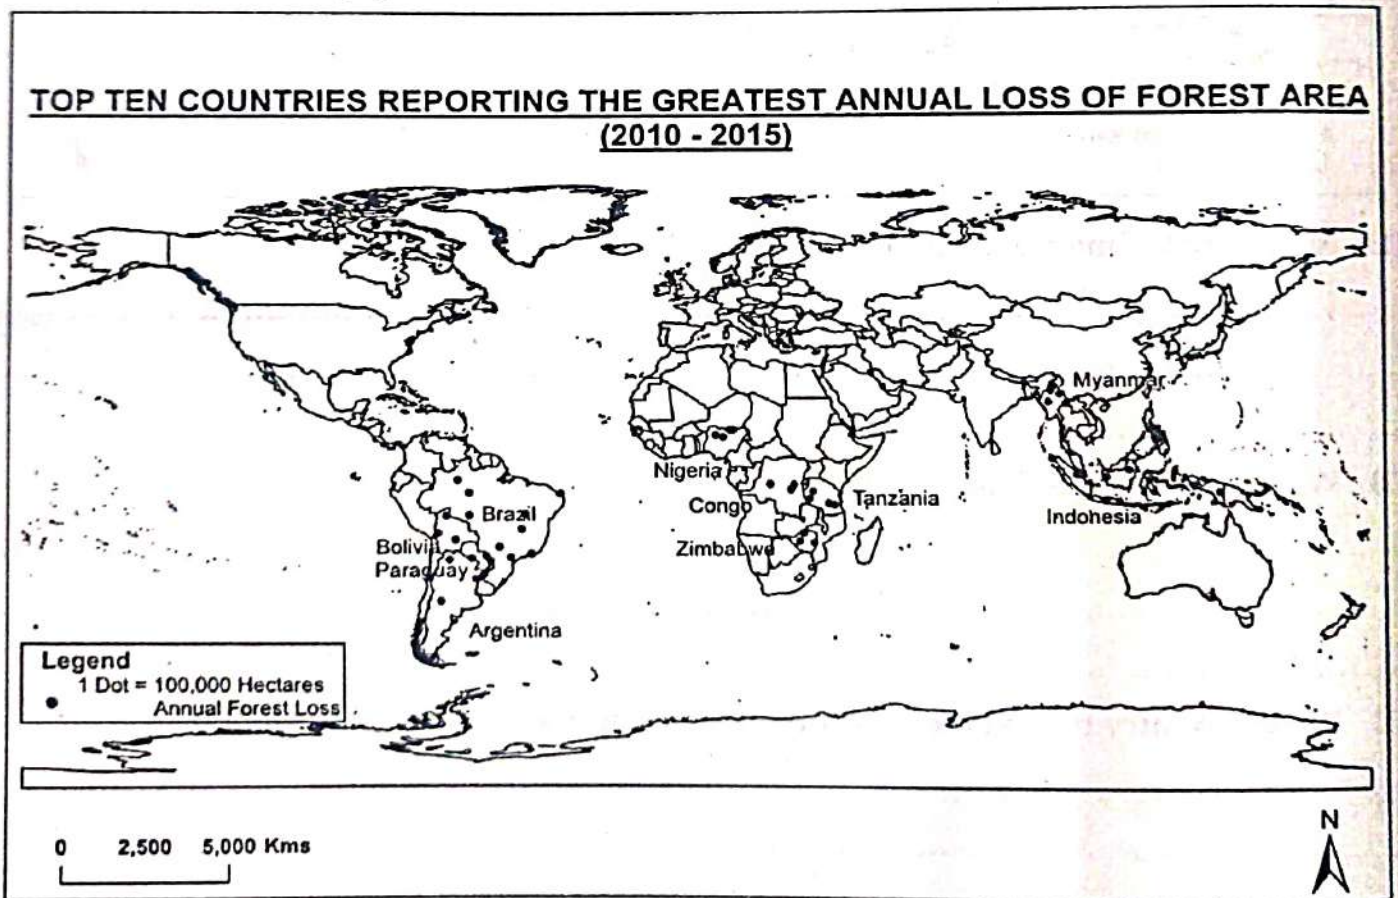 TOP TEN COUNTRIES REPORTING THE GREATEST ANNUAL LOSS OF FOREST AREA
(2010 - 2015)
Myanmar
Nigeria
Tanzania
Congo
Brazil
Indohesia
Bolivia
Zimbabwe
Paraguay
Argentina
Legend
1 Dot = 100,000 Hectares
Annual Forest Loss
0 2,500 5,000 Kms
N